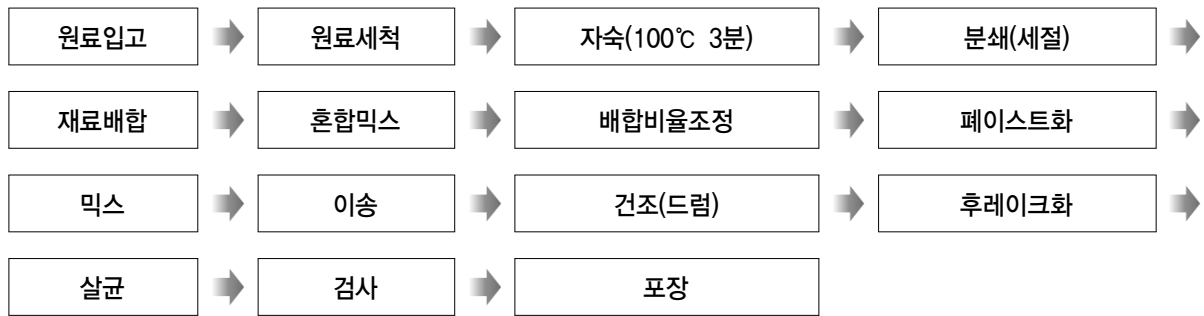 원료입고 원료세척 자숙(100℃ 3분) 분쇄(세절)
재료배합 혼합믹스 배합비율조정 페이스트화
믹스 이송 건조(드럼) 후레이크화
살균 검사 포장